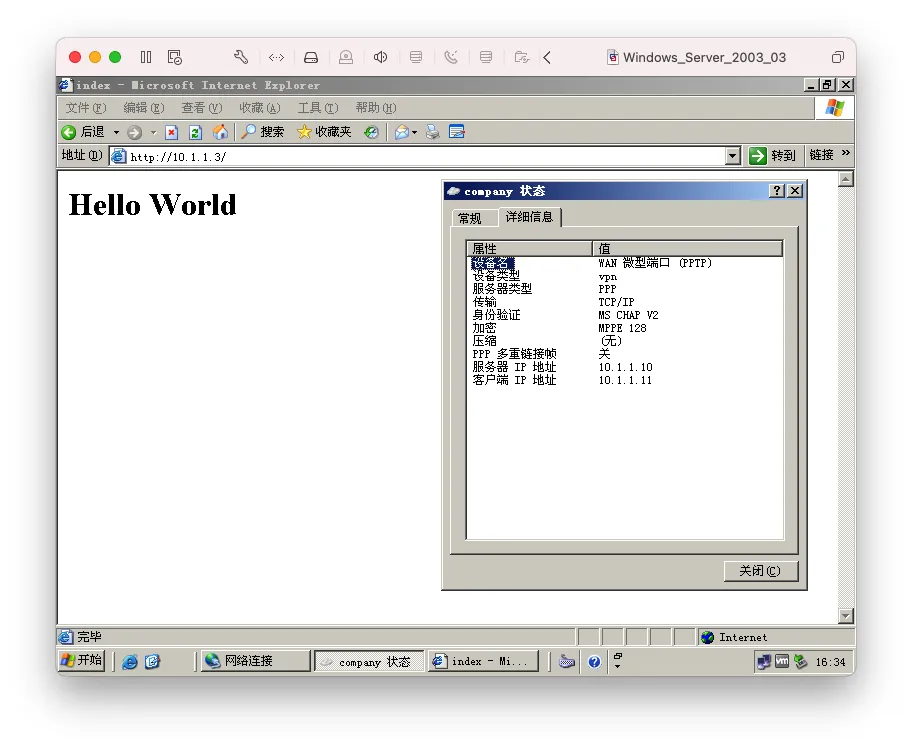 Windows_Server_2003_03
index - Microsoft Internet Explorer
文件(F) 编辑(E) 查看(V) 收藏(A) 工具(T) 帮助(H)
后退 搜索 收藏夹
地址(D) http://10.1.1.3/ 转到 链接 »
Hello World
company 状态
常规 详细信息
属性 值
设备名 WAN 微型端口 (PPTP)
设备类型 vpn
服务器类型 PPP
传输 TCP/IP
身份验证 MS CHAP V2
加密 MPPE 128
压缩 (无)
PPP 多重链接帧 关
服务器 IP 地址 10.1.1.10
客户端 IP 地址 10.1.1.11
关闭(C)
完毕 Internet
开始 网络连接 company 状态 index - Mi... 16:34